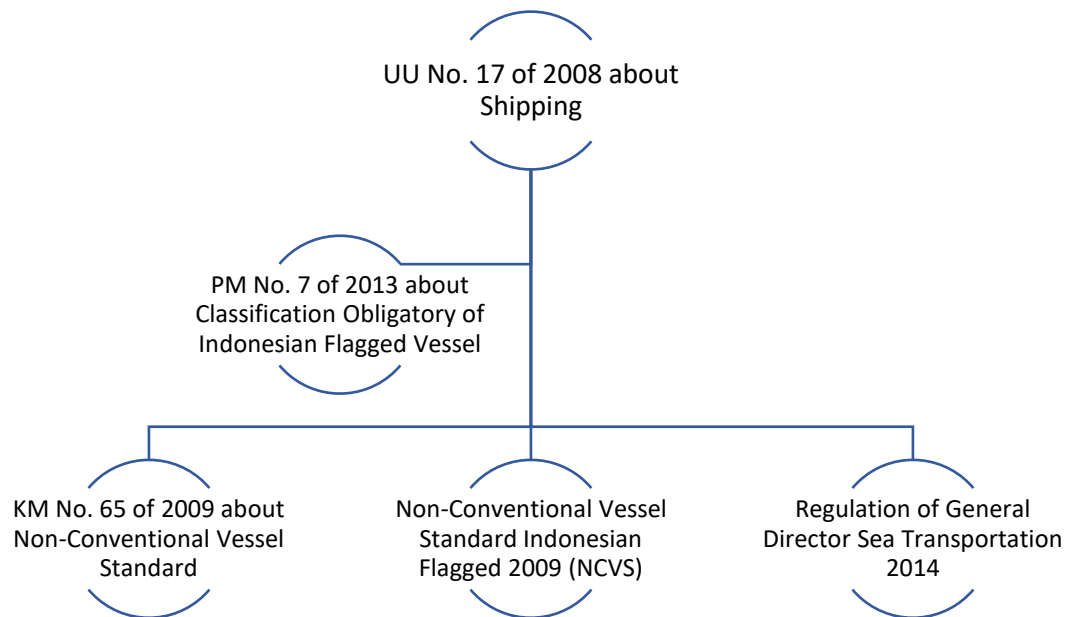 UU No. 17 of 2008 about
Shipping
PM No. 7 of 2013 about
Classification Obligatory of
Indonesian Flagged Vessel
KM No. 65 of 2009 about
Non-Conventional Vessel
Standard
Non-Conventional Vessel
Standard Indonesian
Flagged 2009 (NCVS)
Regulation of General
Director Sea Transportation
2014